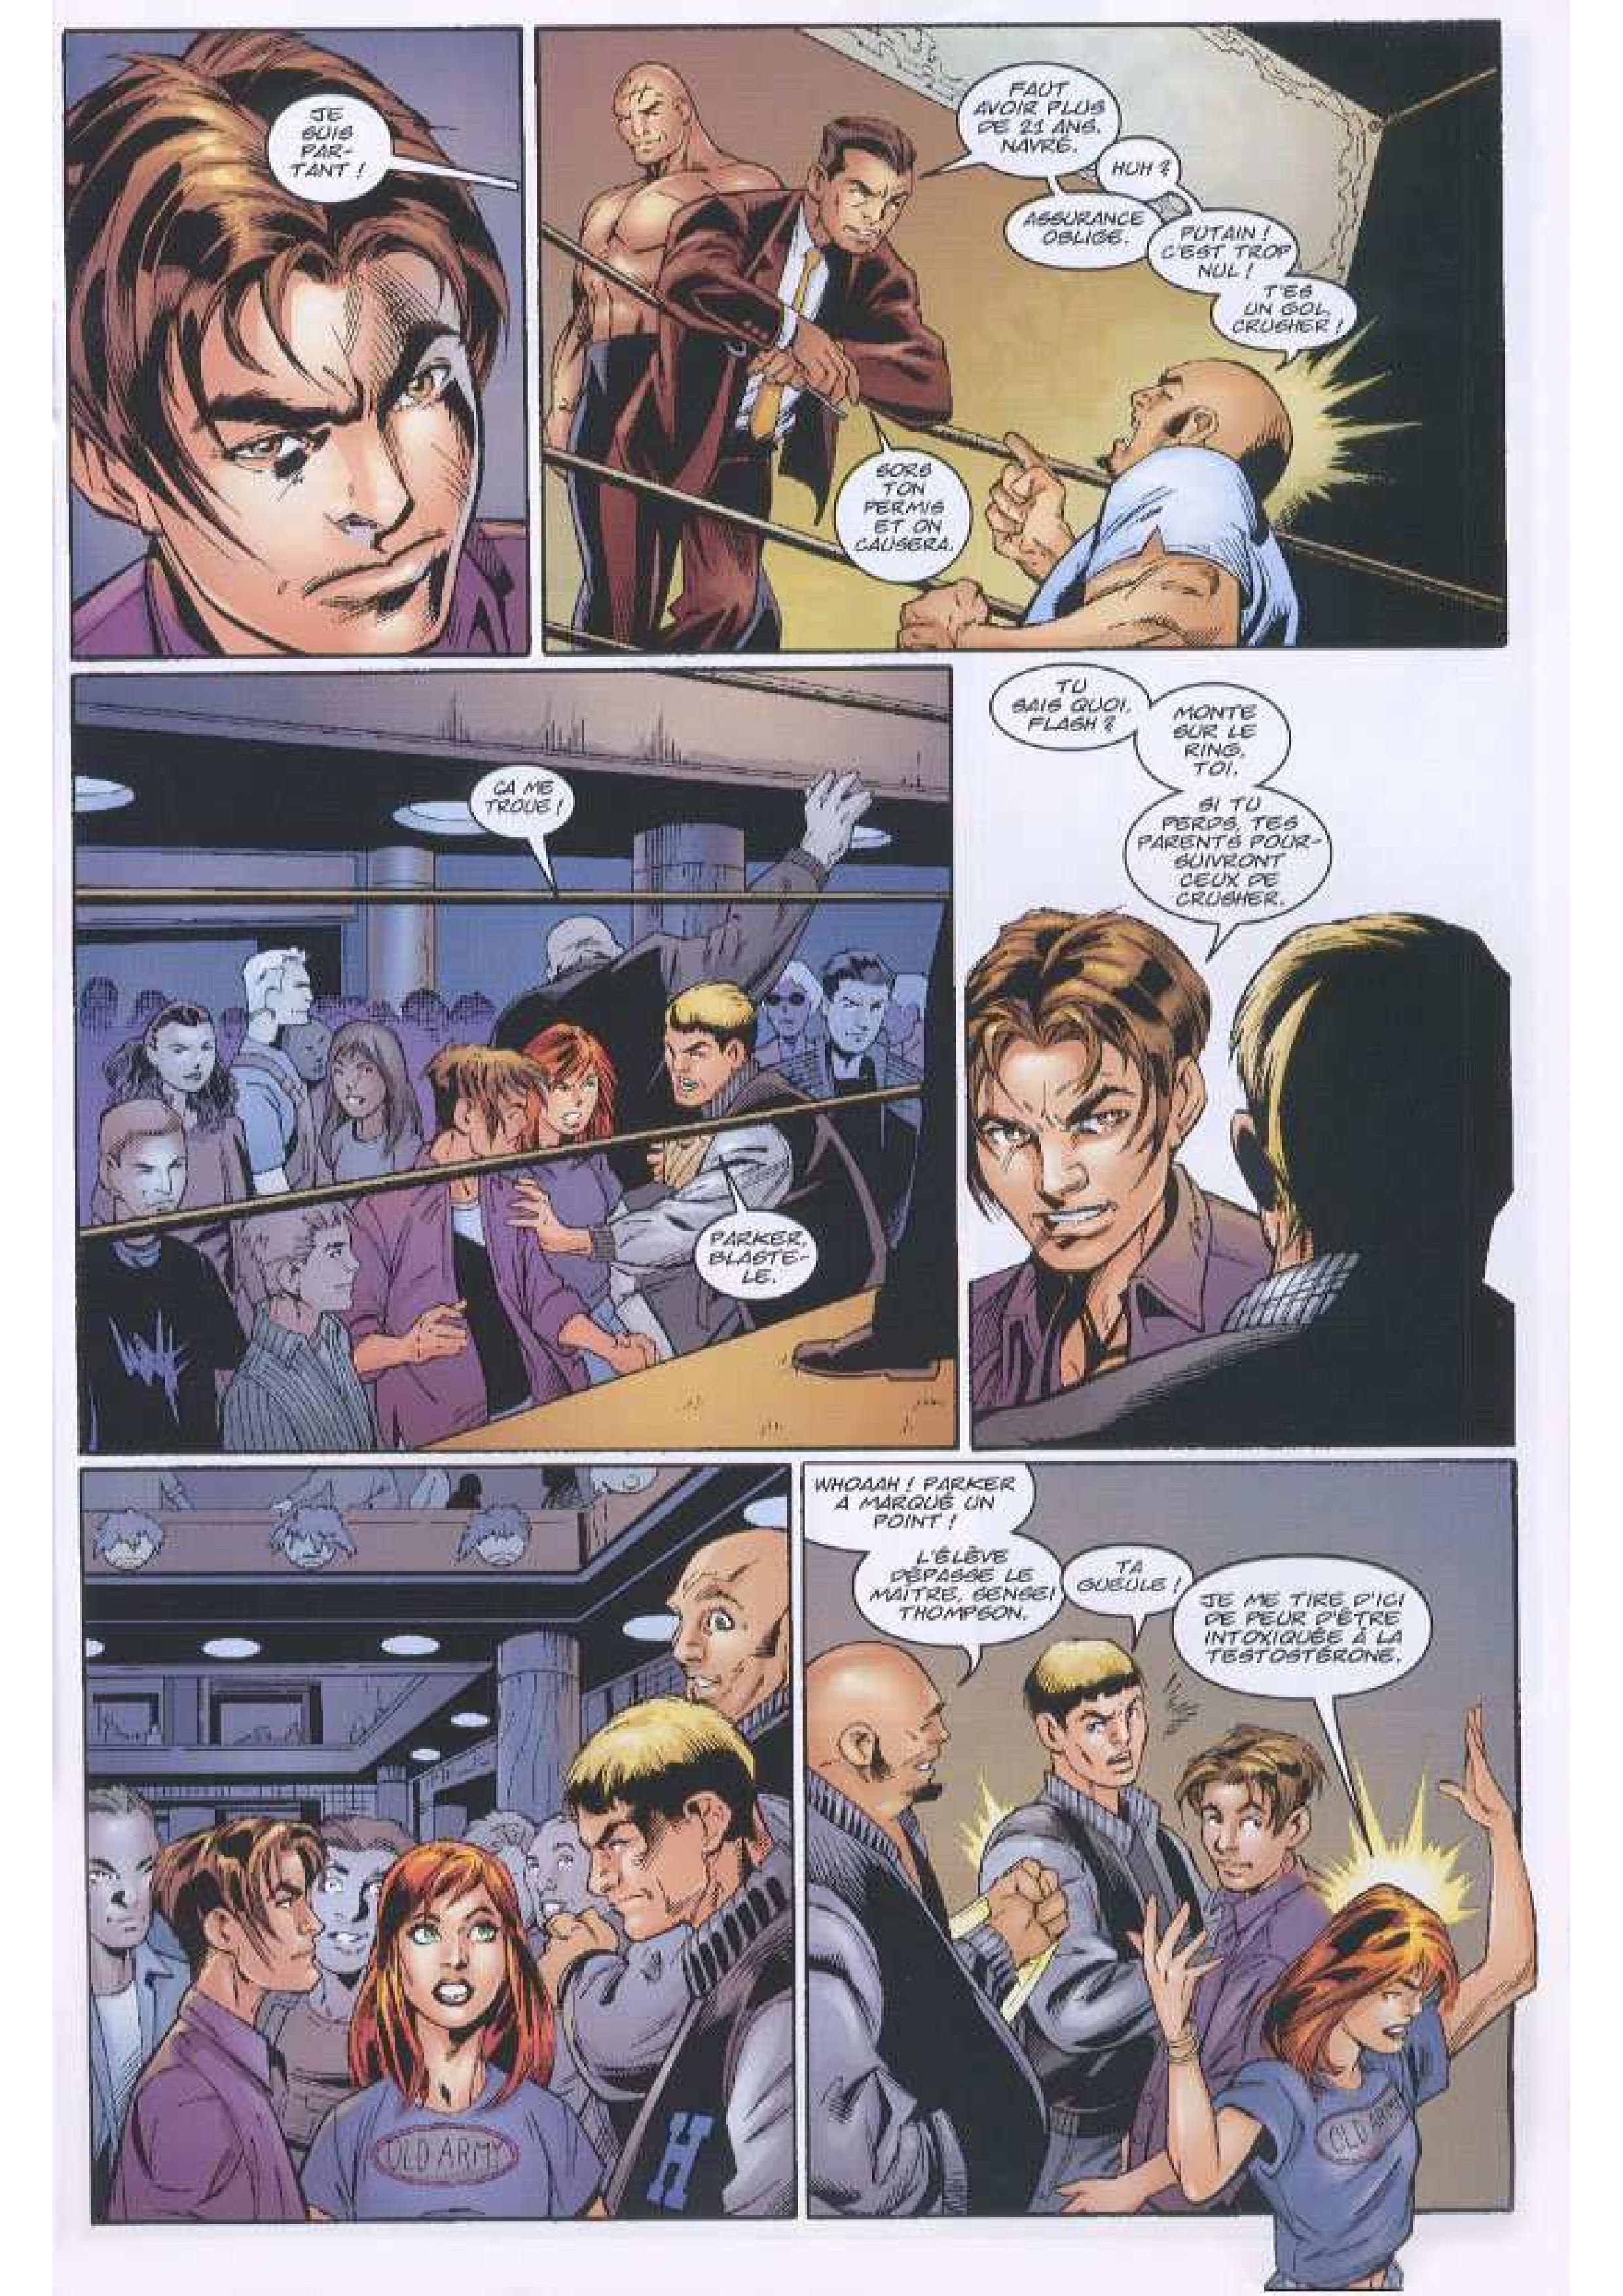 JE
SUIS
PAR-
TANT !
FAUT
AVOIR PLUS
DE 21 ANS.
NAVRÉ.
HUH ?
ASSURANCE
OBLIGE.
PUTAIN !
C'EST TROP
NUL !
T'ES
UN GOL,
CRUSHER !
SORS
TON
PERMIS
ET ON
CAUSERA.
ÇA ME
TROUE !
PARKER,
BLASTE-
LE.
TU
SAIS QUOI,
FLASH ?
MONTE
SUR LE
RING,
TOI.
SI TU
PERDS, TES
PARENTS POUR-
SUIVRONT
CEUX DE
CRUSHER.
H
OLD ARMY
WHOAAH ! PARKER
A MARQUÉ UN
POINT !
L'ÉLÈVE
DÉPASSE LE
MAITRE, SENSEI
THOMPSON.
TA
GUEULE !
JE ME TIRE D'ICI
DE PEUR D'ÊTRE
INTOXIQUÉE À LA
TESTOSTÉRONE.
OLD ARMY